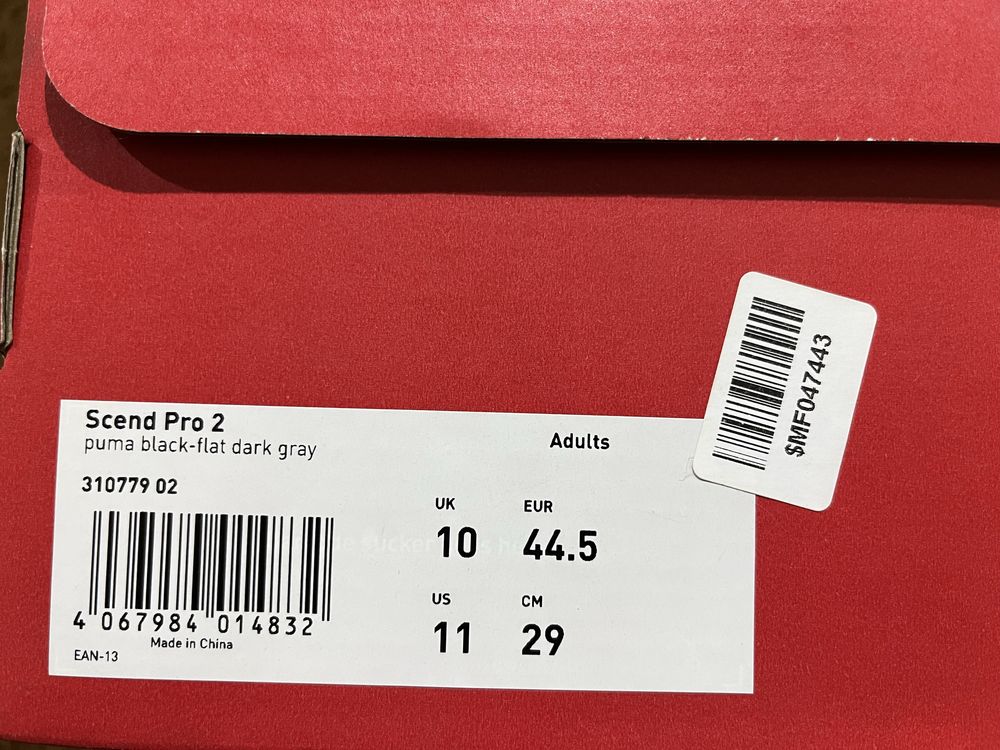 Scend Pro 2
puma black-flat dark gray
Adults
310779 02
UK EUR
10 44.5
US CM
11 29
4 067984 014832
Made in China
EAN-13
$MF047443